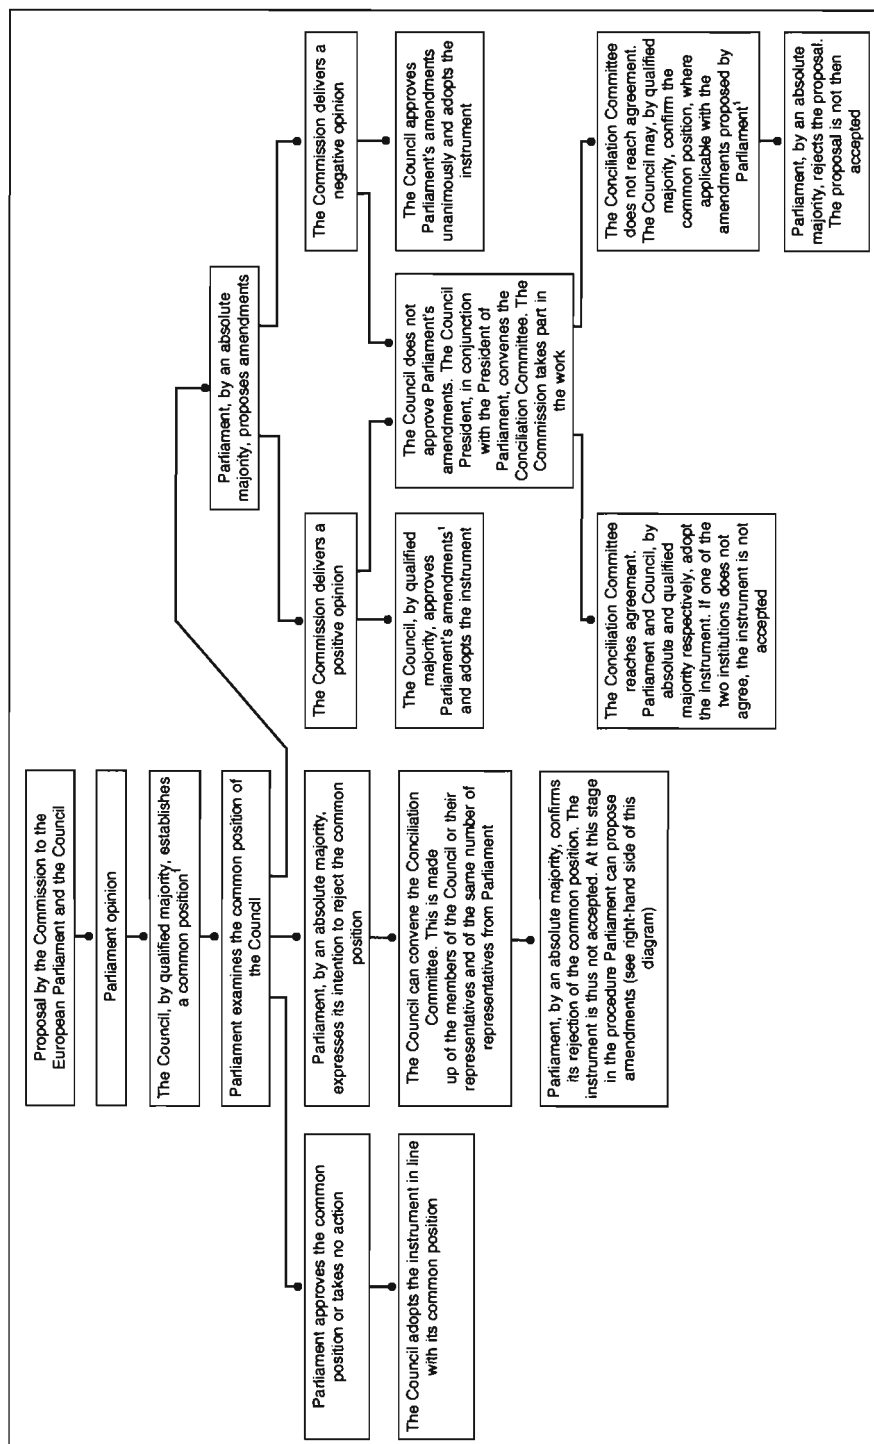 Proposal by the Commission to the
European Parliament and the Council
Parliament opinion
The Council, by qualified majority, establishes
a common position¹
Parliament examines the common position of
the Council
Parliament approves the common
position or takes no action
The Council adopts the instrument in line
with its common position
Parliament, by an absolute majority,
expresses its intention to reject the common
position
The Council can convene the Conciliation
Committee. This is made
up of the members of the Council or their
representatives and of the same number of
representatives from Parliament
Parliament, by an absolute majority, confirms
its rejection of the common position. The
instrument is thus not accepted. At this stage
in the procedure Parliament can propose
amendments (see right-hand side of this
diagram)
Parliament, by an absolute
majority, proposes amendments
The Commission delivers a
positive opinion
The Council, by qualified
majority, approves
Parliament's amendments¹
and adopts the instrument
The Commission delivers a
negative opinion
The Council approves
Parliament's amendments
unanimously and adopts the
instrument
The Council does not
approve Parliament's
amendments. The Council
President, in conjunction
with the President of
Parliament, convenes the
Conciliation Committee. The
Commission takes part in
the work
The Conciliation Committee
reaches agreement.
Parliament and Council, by
absolute and qualified
majority respectively, adopt
the instrument. If one of the
two institutions does not
agree, the instrument is not
accepted
The Conciliation Committee
does not reach agreement.
The Council may, by qualified
majority, confirm the
common position, where
applicable with the
amendments proposed by
Parliament¹
Parliament, by an absolute
majority, rejects the proposal.
The proposal is not then
accepted